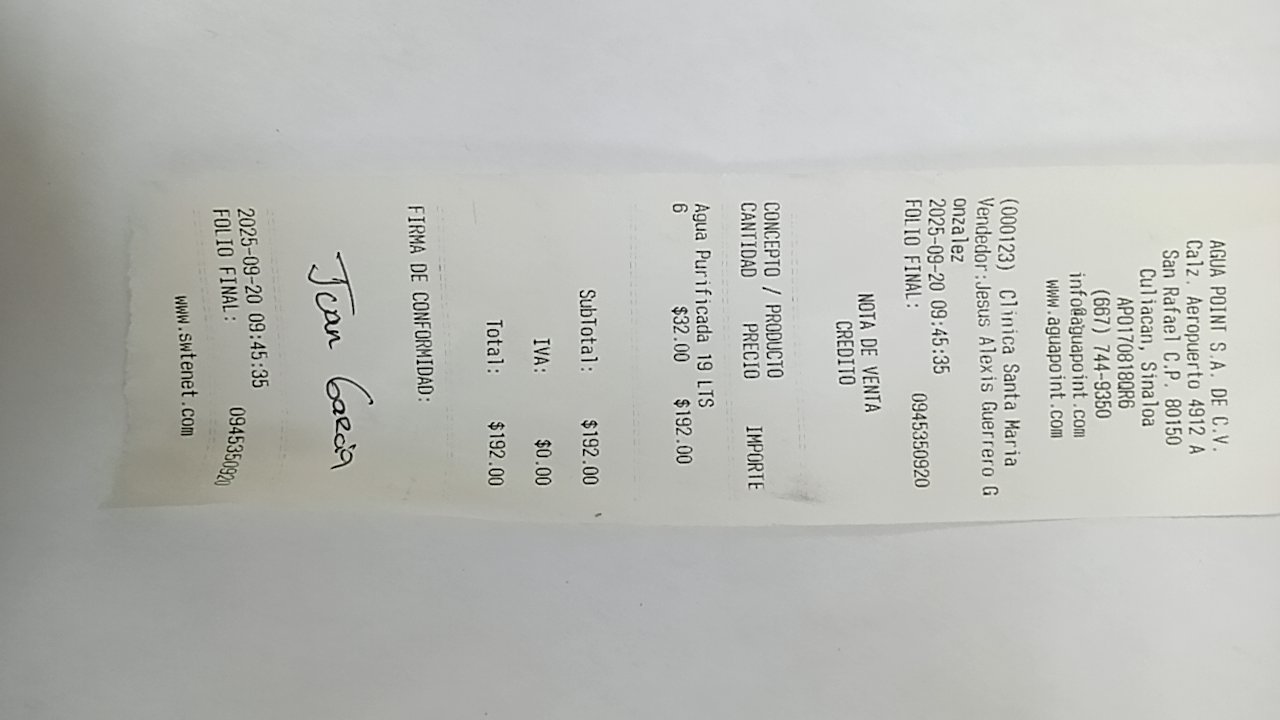 AGUA POINT S.A. DE C.V.
Calz. Aeropuerto 4912 A
San Rafael C.P. 80150
Culiacan, Sinaloa
APO170818QR6
(667) 744-9350
info@aguapoint.com
www.aguapoint.com
(000123) Clinica Santa Maria
Vendedor:Jesus Alexis Guerrero G
onzalez
2025-09-20 09:45:35
FOLIO FINAL: 0945350920
NOTA DE VENTA
CREDITO
CONCEPTO / PRODUCTO
CANTIDAD PRECIO IMPORTE
Agua Purificada 19 LTS
6 $32.00 $192.00
SubTotal: $192.00
IVA: $0.00
Total: $192.00
FIRMA DE CONFORMIDAD:
Juan García
2025-09-20 09:45:35
FOLIO FINAL: 0945350920
www.swtenet.com